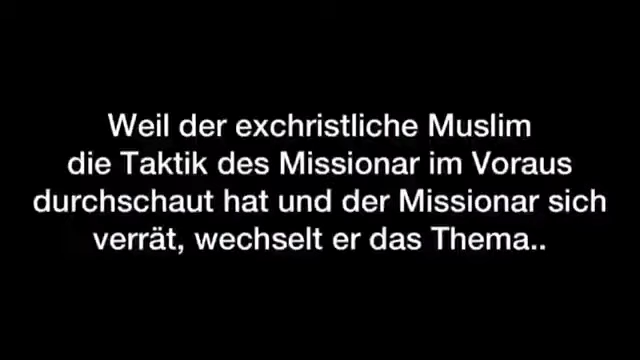 Weil der exchristliche Muslim
die Taktik des Missionar im Voraus
durchschaut hat und der Missionar sich
verrät, wechselt er das Thema..